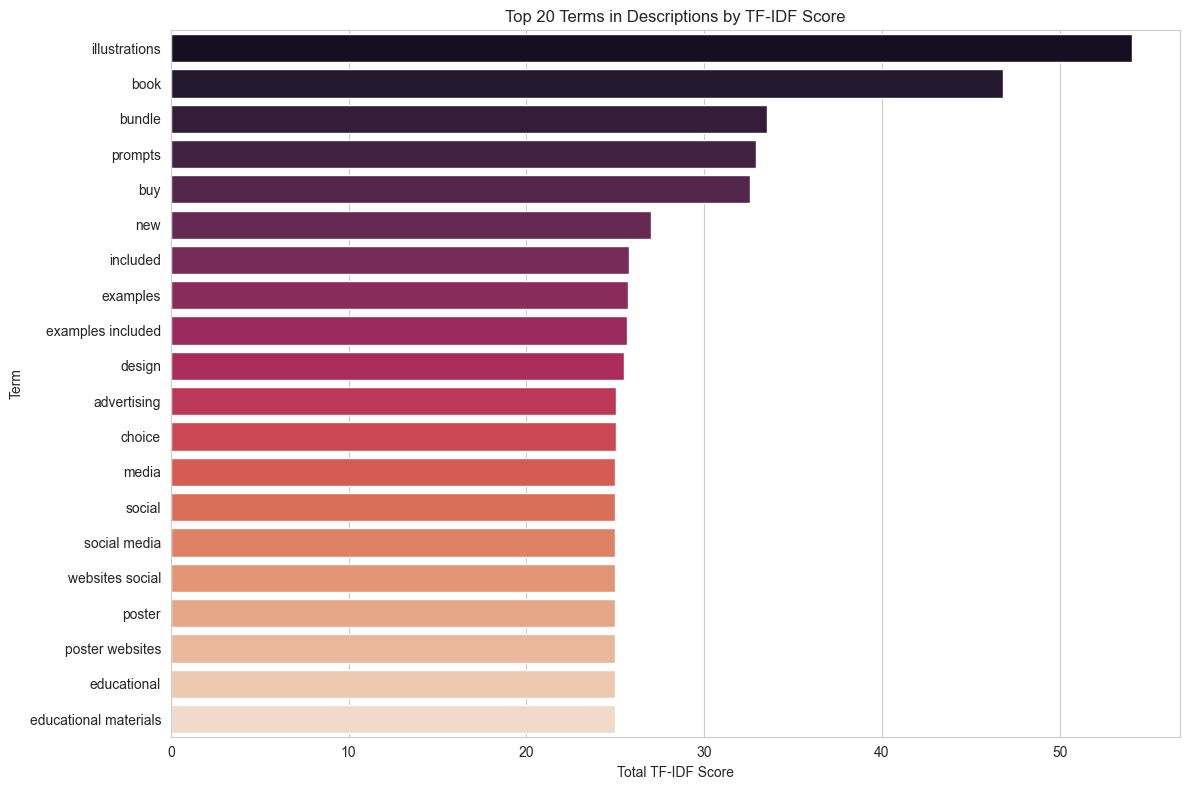 Top 20 Terms in Descriptions by TF-IDF Score
Term
illustrations
book
bundle
prompts
buy
new
included
examples
examples included
design
advertising
choice
media
social
social media
websites social
poster
poster websites
educational
educational materials
0 10 20 30 40 50
Total TF-IDF Score